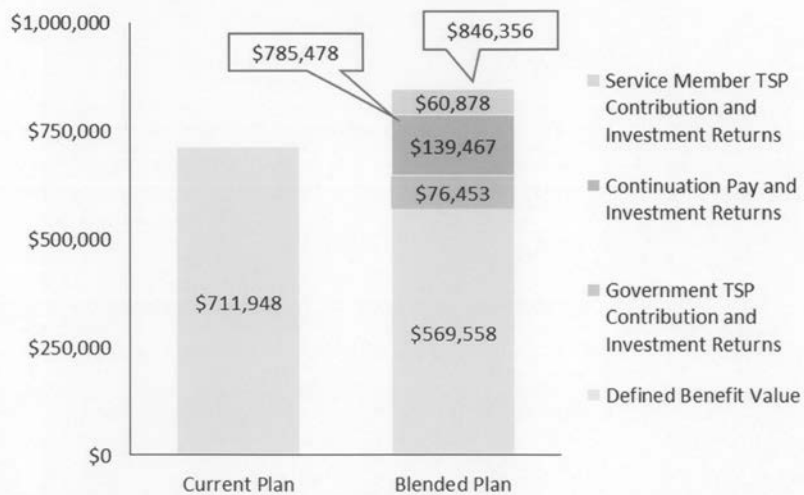 $1,000,000
$750,000
$500,000
$250,000
$0
$785,478
$846,356
$711,948
$60,878
$139,467
$76,453
$569,558
Current Plan
Blended Plan
Service Member TSP
Contribution and
Investment Returns
Continuation Pay and
Investment Returns
Government TSP
Contribution and
Investment Returns
Defined Benefit Value